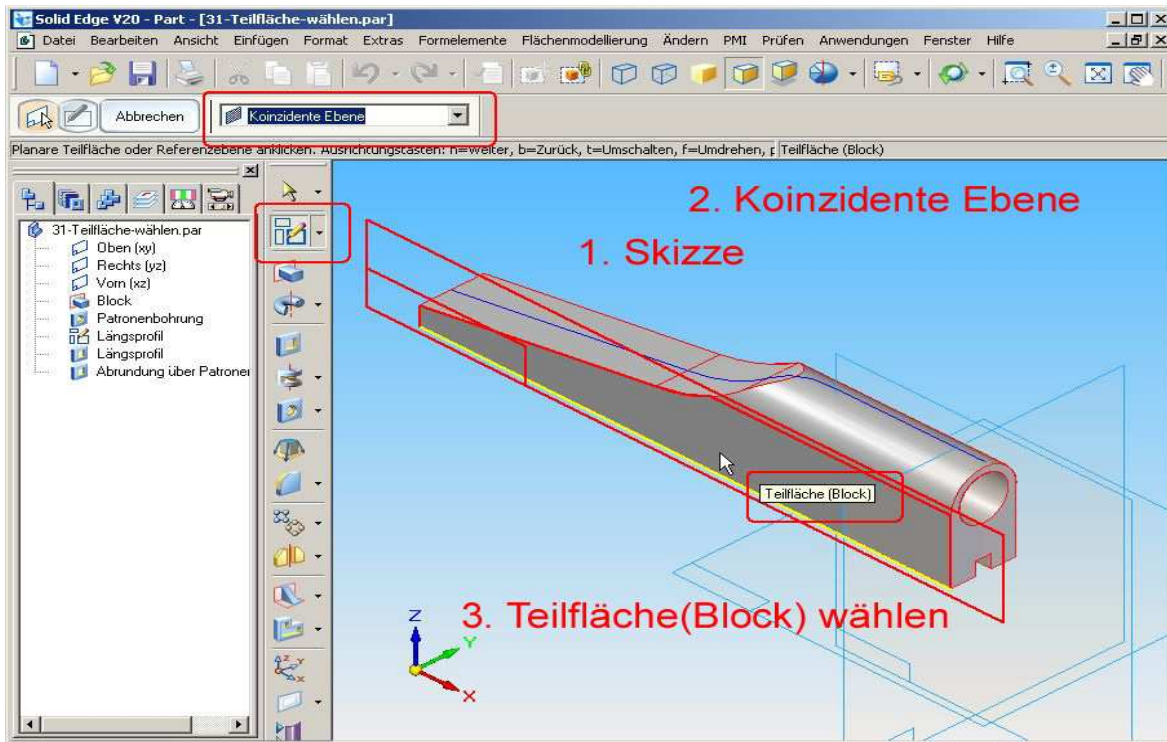 Solid Edge V20 - Part - [31-Teilfläche-wählen.par]
Datei Bearbeiten Ansicht Einfügen Format Extras Formelemente Flächenmodellierung Ändern PMI Prüfen Anwendungen Fenster Hilfe
Abbrechen Koinzidente Ebene
Planare Teilfläche oder Referenzebene anklicken. Ausrichtungstasten: n=Weiter, b=Zurück, t=Umschalten, f=Umdrehen, Teilfläche (Block)
31-Teilfläche-wählen.par
Oben (xy)
Rechts (yz)
Vorn (xz)
Block
Patronenbohrung
Längsprofil
Längsprofil
Abrundung über Patronen
2. Koinzidente Ebene
1. Skizze
Teilfläche (Block)
3. Teilfläche(Block) wählen
Z
Y
X